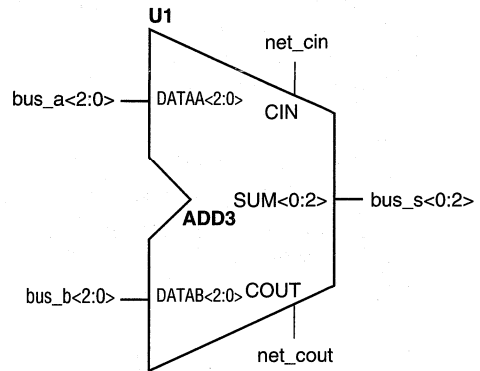 U1
net_cin
bus_a<2:0> DATAA<2:0>
CIN
SUM<0:2> bus_s<0:2>
ADD3
bus_b<2:0> DATAB<2:0> COUT
net_cout